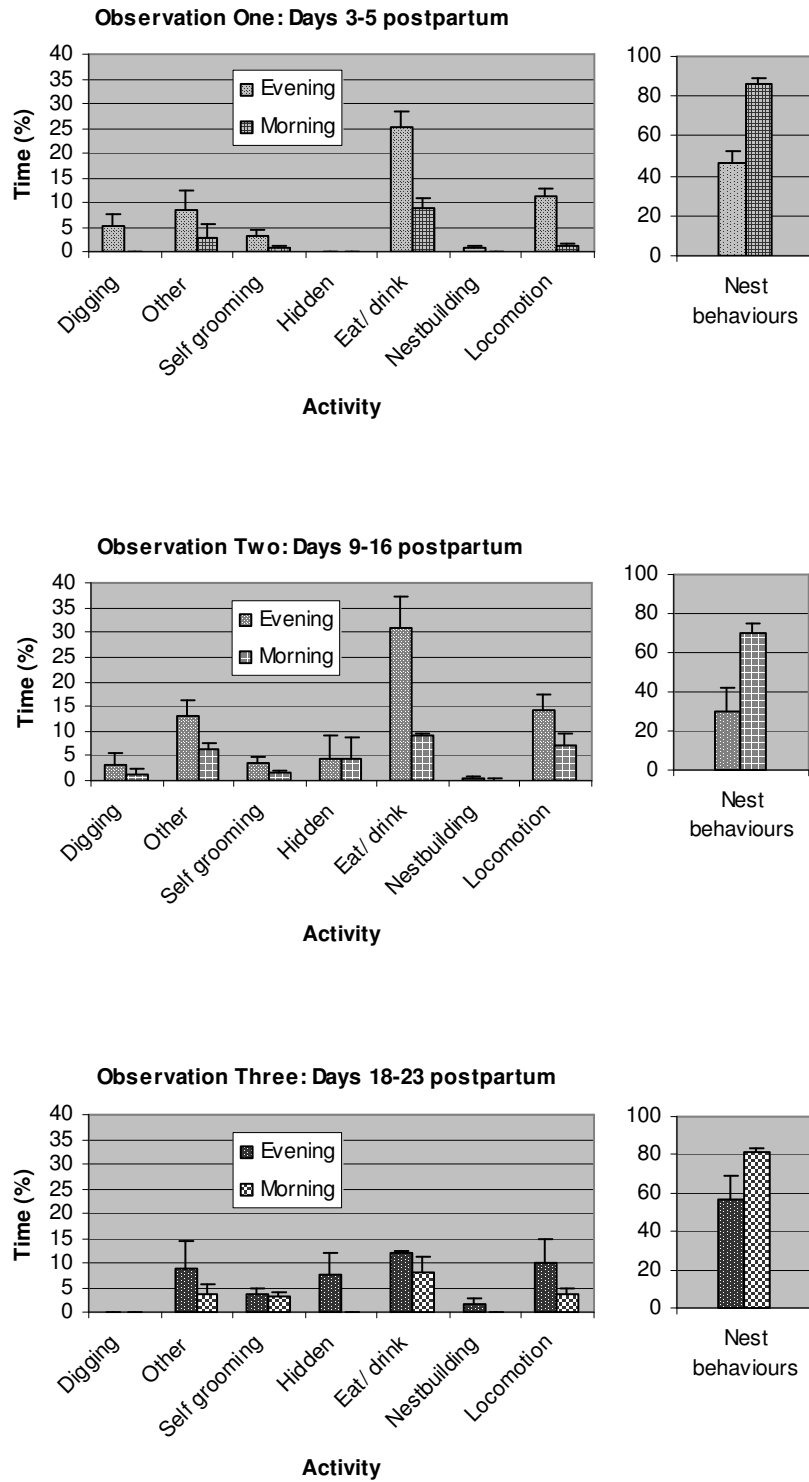 Observation One: Days 3-5 postpartum
Time (%)
40
35
30
25
20
15
10
5
0
Evening
Morning
Digging
Other
Self grooming
Hidden
Eat/ drink
Nestbuilding
Locomotion
Activity
100
80
60
40
20
0
Nest
behaviours
Observation Two: Days 9-16 postpartum
Time (%)
40
35
30
25
20
15
10
5
0
Evening
Morning
Digging
Other
Self grooming
Hidden
Eat/ drink
Nestbuilding
Locomotion
Activity
100
80
60
40
20
0
Nest
behaviours
Observation Three: Days 18-23 postpartum
Time (%)
40
35
30
25
20
15
10
5
0
Evening
Morning
Digging
Other
Self grooming
Hidden
Eat/ drink
Nestbuilding
Locomotion
Activity
100
80
60
40
20
0
Nest
behaviours